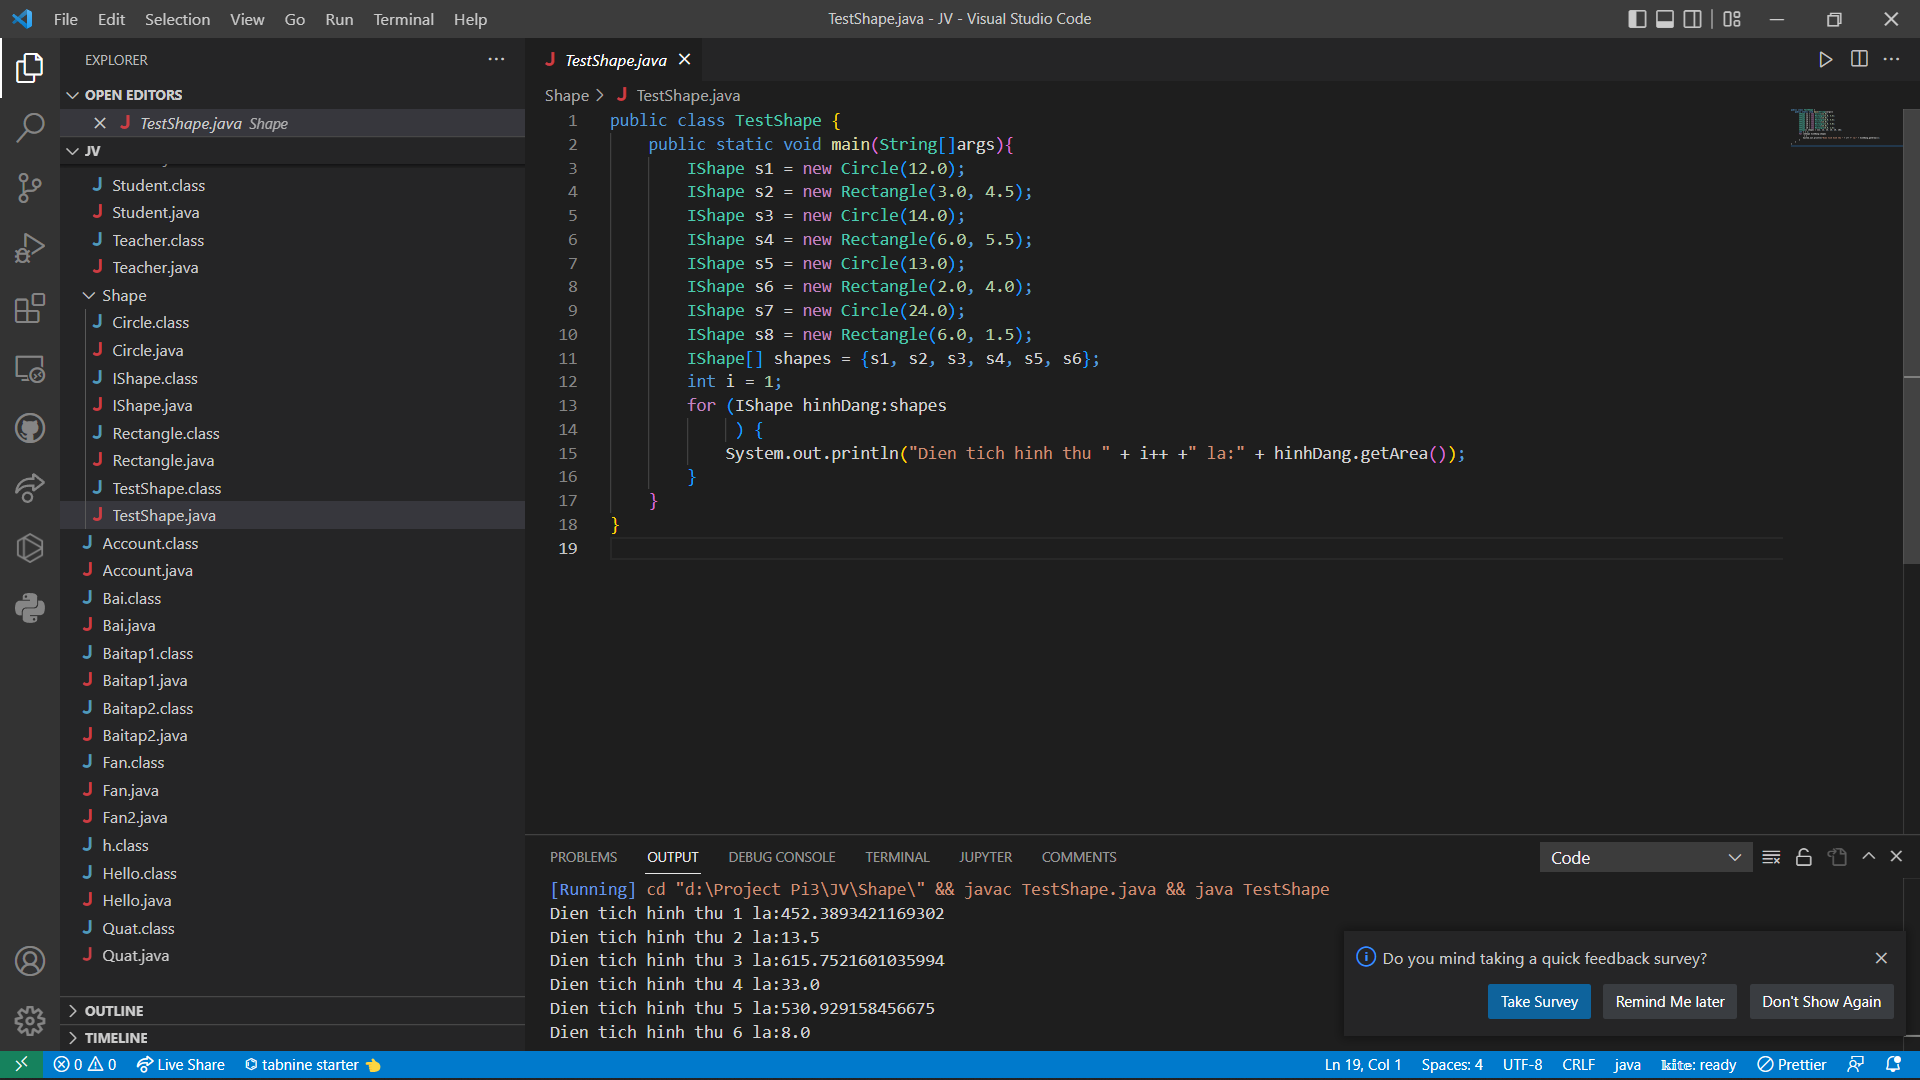 File Edit Selection View Go Run Terminal Help
TestShape.java - JV - Visual Studio Code
EXPLORER
OPEN EDITORS
TestShape.java Shape
JV
Student.class
Student.java
Teacher.class
Teacher.java
Shape
Circle.class
Circle.java
IShape.class
IShape.java
Rectangle.class
Rectangle.java
TestShape.class
TestShape.java
Account.class
Account.java
Bai.class
Bai.java
Baitap1.class
Baitap1.java
Baitap2.class
Baitap2.java
Fan.class
Fan.java
Fan2.java
h.class
Hello.class
Hello.java
Quat.class
Quat.java
OUTLINE
TIMELINE
TestShape.java
Shape > TestShape.java
1 public class TestShape {
2 public static void main(String[]args){
3 IShape s1 = new Circle(12.0);
4 IShape s2 = new Rectangle(3.0, 4.5);
5 IShape s3 = new Circle(14.0);
6 IShape s4 = new Rectangle(6.0, 5.5);
7 IShape s5 = new Circle(13.0);
8 IShape s6 = new Rectangle(2.0, 4.0);
9 IShape s7 = new Circle(24.0);
10 IShape s8 = new Rectangle(6.0, 1.5);
11 IShape[] shapes = {s1, s2, s3, s4, s5, s6};
12 int i = 1;
13 for (IShape hinhDang:shapes
14 ) {
15 System.out.println("Dien tich hinh thu " + i++ +" la:" + hinhDang.getArea());
16 }
17 }
18 }
19
PROBLEMS OUTPUT DEBUG CONSOLE TERMINAL JUPYTER COMMENTS
Code
[Running] cd "d:\Project Pi3\JV\Shape\" && javac TestShape.java && java TestShape
Dien tich hinh thu 1 la:452.3893421169302
Dien tich hinh thu 2 la:13.5
Dien tich hinh thu 3 la:615.7521601035994
Dien tich hinh thu 4 la:33.0
Dien tich hinh thu 5 la:530.929158456675
Dien tich hinh thu 6 la:8.0
Do you mind taking a quick feedback survey?
Take Survey Remind Me later Don't Show Again
0 0 Live Share tabnine starter
Ln 19, Col 1 Spaces: 4 UTF-8 CRLF java kite: ready Prettier